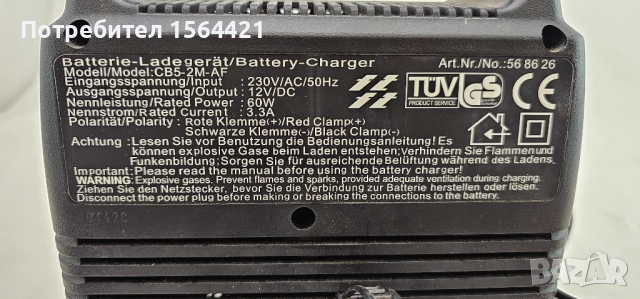 Потребител 1564421
Batterie-Ladegerät/Battery-Charger Art.Nr./No.:56 86 26
Modell/Model:CB5-2M-AF
Eingangsspannung/Input : 230V/AC/50Hz
Ausgangsspannung/Output : 12V/DC
Nennleistung/Rated Power : 60W
Nennstrom/Rated Current : 3.3A
TÜV
PRODUCT SERVICE
GS
CE
Polarität/Polarity : Rote Klemme(+)/Red Clamp(+)
Schwarze Klemme(-)/Black Clamp(-)
Achtung :Lesen Sie vor Benutzung die Bedienungsanleitung! Es
können explosive Gase beim Laden entstehen;verhindern Sie Flammen und
Funkenbildung; Sorgen Sie für ausreichende Belüftung während des Ladens.
Important: Please read the manual before using the battery charger!
WARNING: Explosive gases. Prevent flames and sparks, provided adequate ventilation during charging.
Ziehen Sie den Netzstecker, bevor Sie die Verbindung zur Batterie herstellen oder lösen.
Disconnect the power plug before making or breaking the connections to the battery.
BAZAR